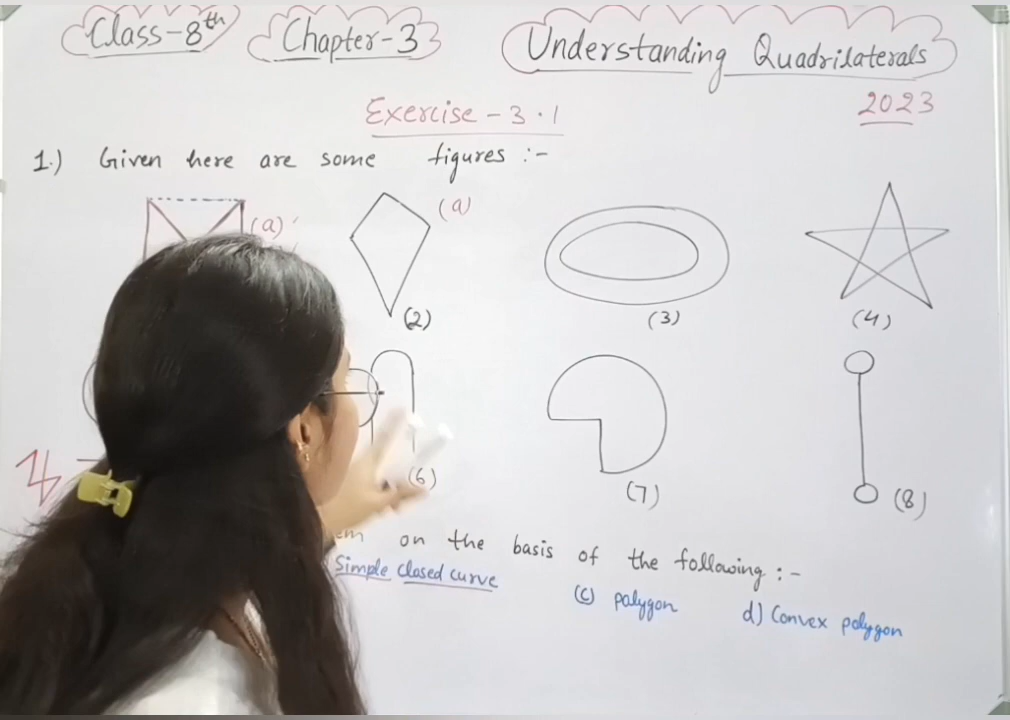 Class-8th Chapter-3 Understanding Quadrilaterals
2023
Exercise - 3.1
1.) Given here are some figures :-
(a) (a)
(2) (3) (4)
(6) (7) (8)
on the basis of the following :-
Simple closed curve (c) polygon d) Convex polygon